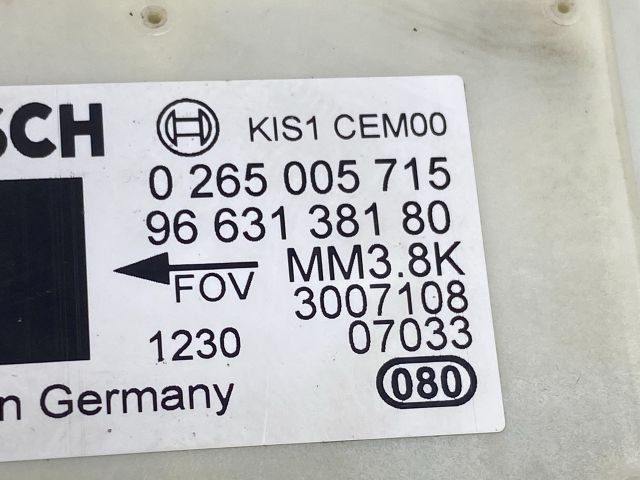 SCH KIS1 CEM00
0 265 005 715
96 631 381 80
MM3.8K
FOV
3007108
1230 07033
080
n Germany